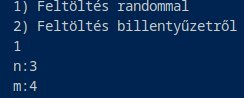 1) Feltöltés randommal
2) Feltöltés billentyűzetről
1
n:3
m:4